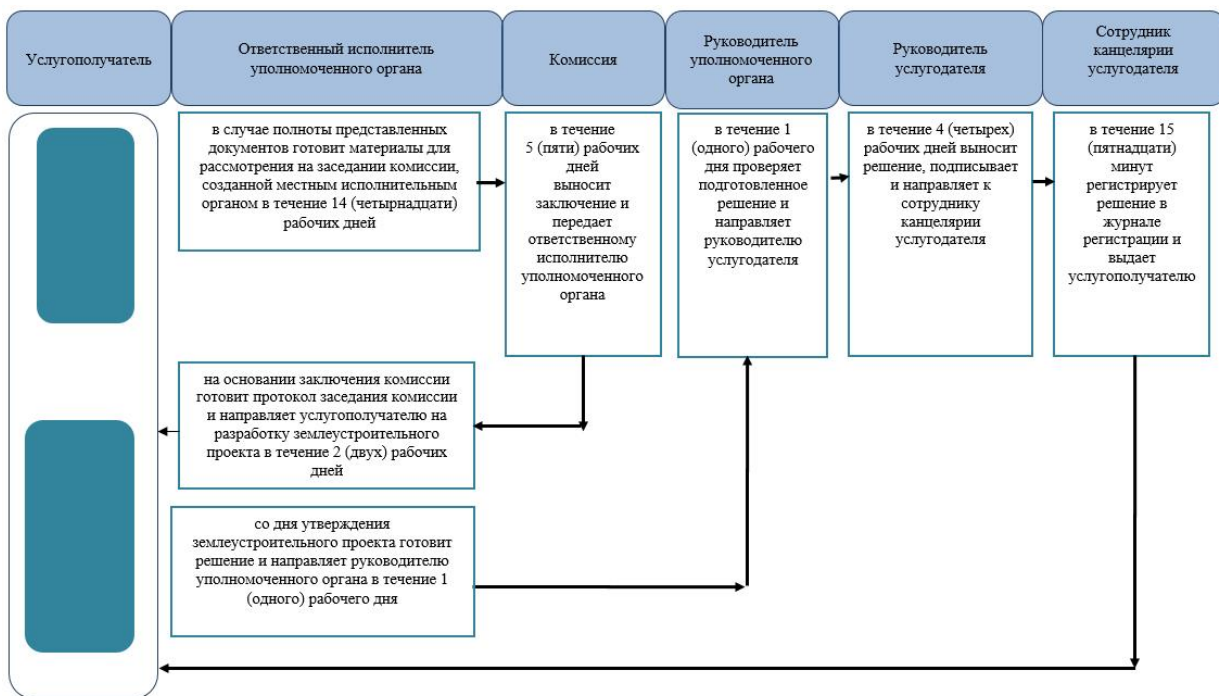 Услугополучатель
Ответственный исполнитель
уполномоченного органа
Комиссия
Руководитель
уполномоченного
органа
Руководитель
услугодателя
Сотрудник
канцелярии
услугодателя
в случае полноты представленных
документов готовит материалы для
рассмотрения на заседании комиссии,
созданной местным исполнительным
органом в течение 14 (четырнадцати)
рабочих дней
в течение
5 (пяти) рабочих
дней
выносит
заключение и
передает
ответственному
исполнителю
уполномоченного
органа
в течение 1
(одного) рабочего
дня проверяет
подготовленное
решение и
направляет
руководителю
услугодателя
в течение 4 (четырех)
рабочих дней выносит
решение, подписывает
и направляет к
сотруднику
канцелярии
услугодателя
в течение 15
(пятнадцати)
минут
регистрирует
решение в
журнале
регистрации и
выдает
услугополучателю
на основании заключения комиссии
готовит протокол заседания комиссии
и направляет услугополучателю на
разработку землеустроительного
проекта в течение 2 (двух) рабочих
дней
со дня утверждения
землеустроительного проекта готовит
решение и направляет руководителю
уполномоченного органа в течение 1
(одного) рабочего дня